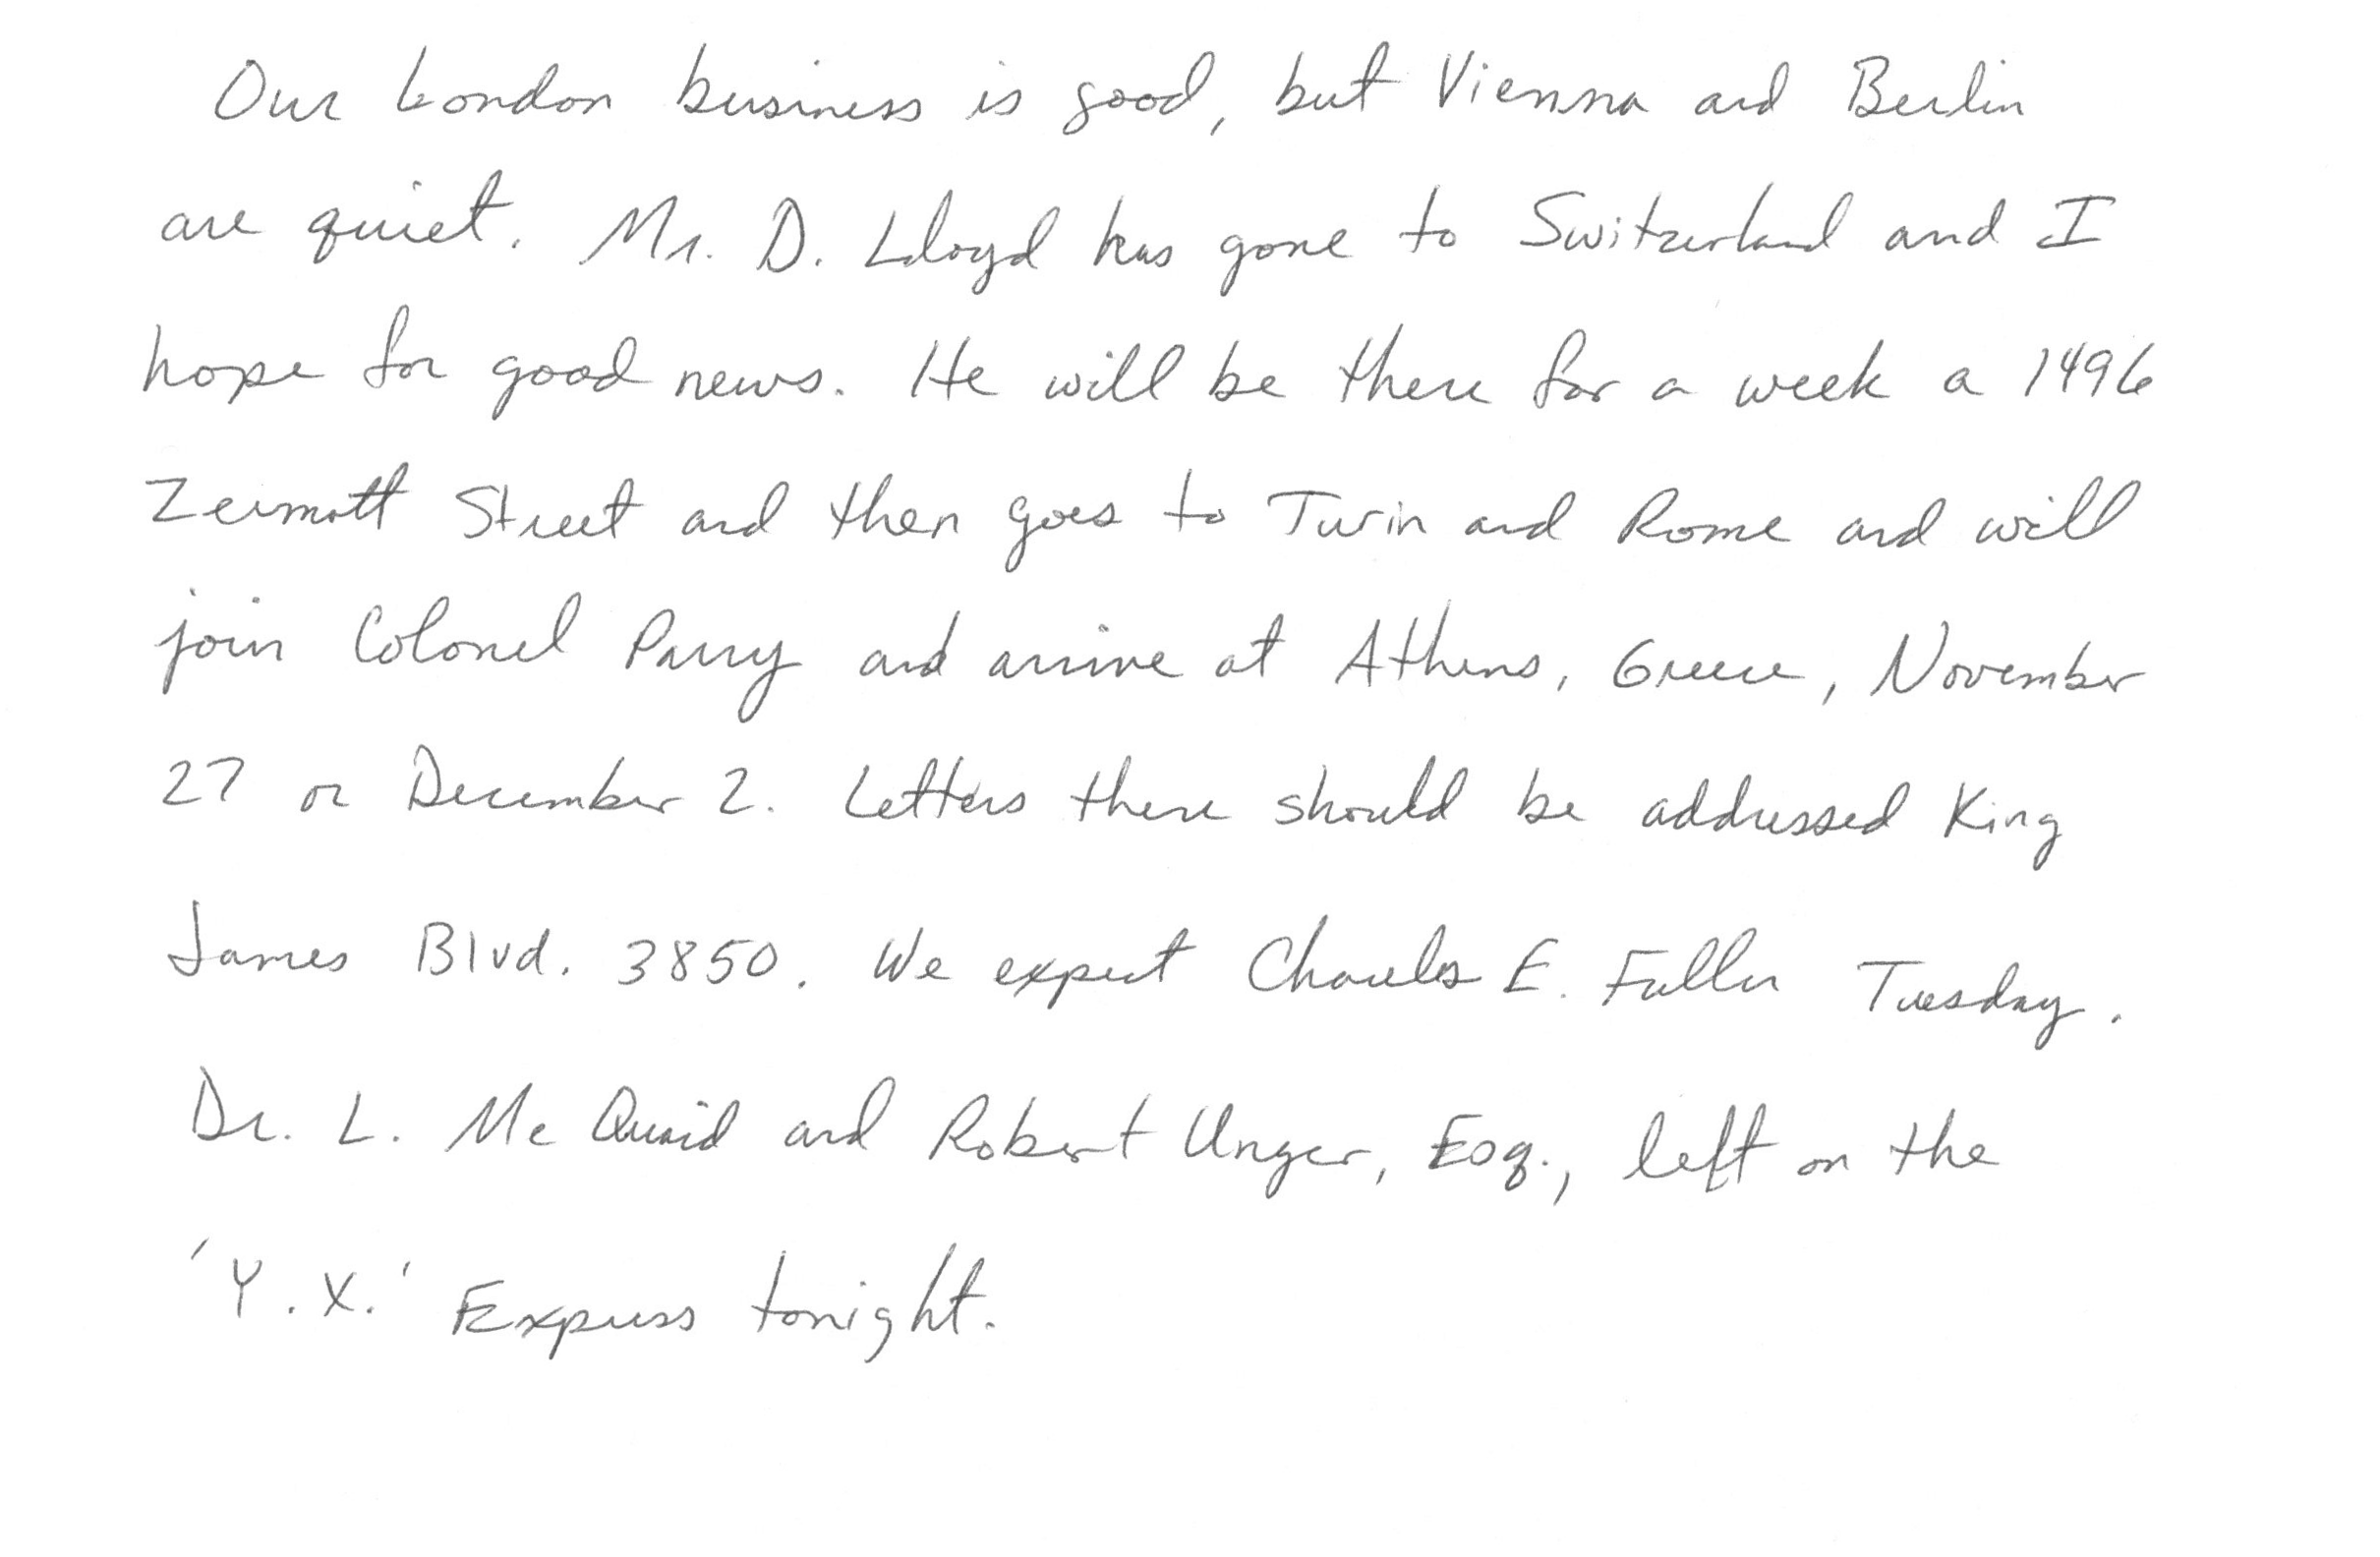 Our London business is good, but Vienna and Berlin
are quiet. Mr. D. Lloyd has gone to Switzerland and I
hope for good news. He will be there for a week a 1496
Zermott Street and then goes to Turin and Rome and will
join Colonel Parry and arrive at Athens, Greece, November
27 or December 2. Letters there should be addressed King
James Blvd. 3850. We expect Charles E. Fuller Tuesday.
Dr. L. Mc Quaid and Robert Unger, Esq., left on the
'Y.X.' Express tonight.